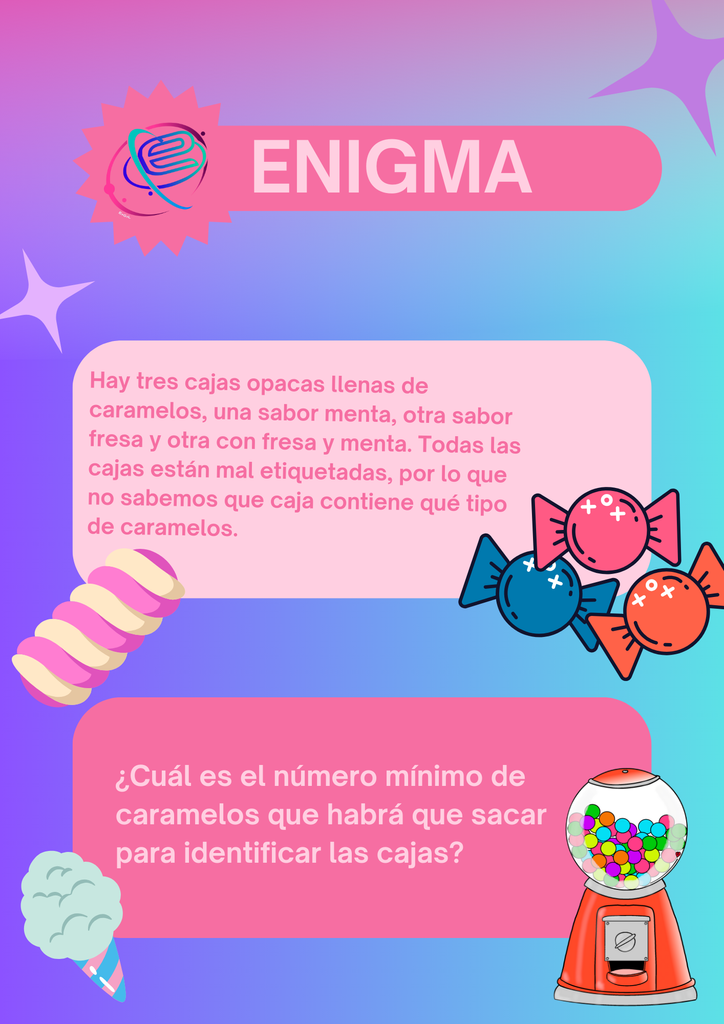 ENIGMA
Hay tres cajas opacas llenas de
caramelos, una sabor menta, otra sabor
fresa y otra con fresa y menta. Todas las
cajas están mal etiquetadas, por lo que
no sabemos que caja contiene qué tipo
de caramelos.
¿Cuál es el número mínimo de
caramelos que habrá que sacar
para identificar las cajas?